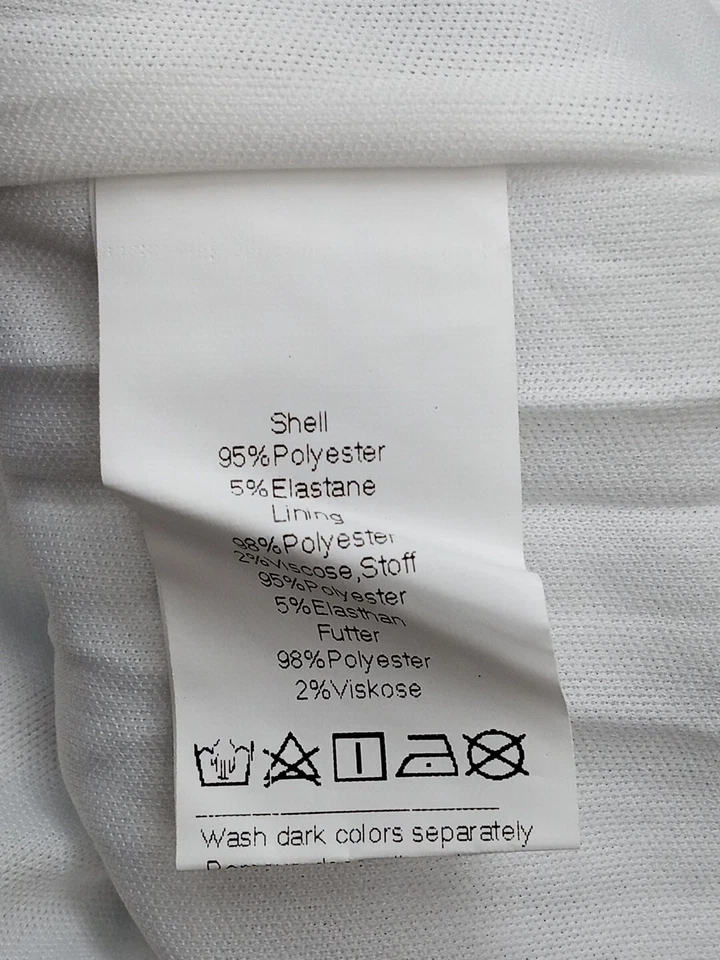 Shell
95%Polyester
5%Elastane
Lining
98%Polyester
2%Viscose,Stoff
95%Polyester
5%Elasthan
Futter
98%Polyester
2%Viskose
Wash dark colors separately